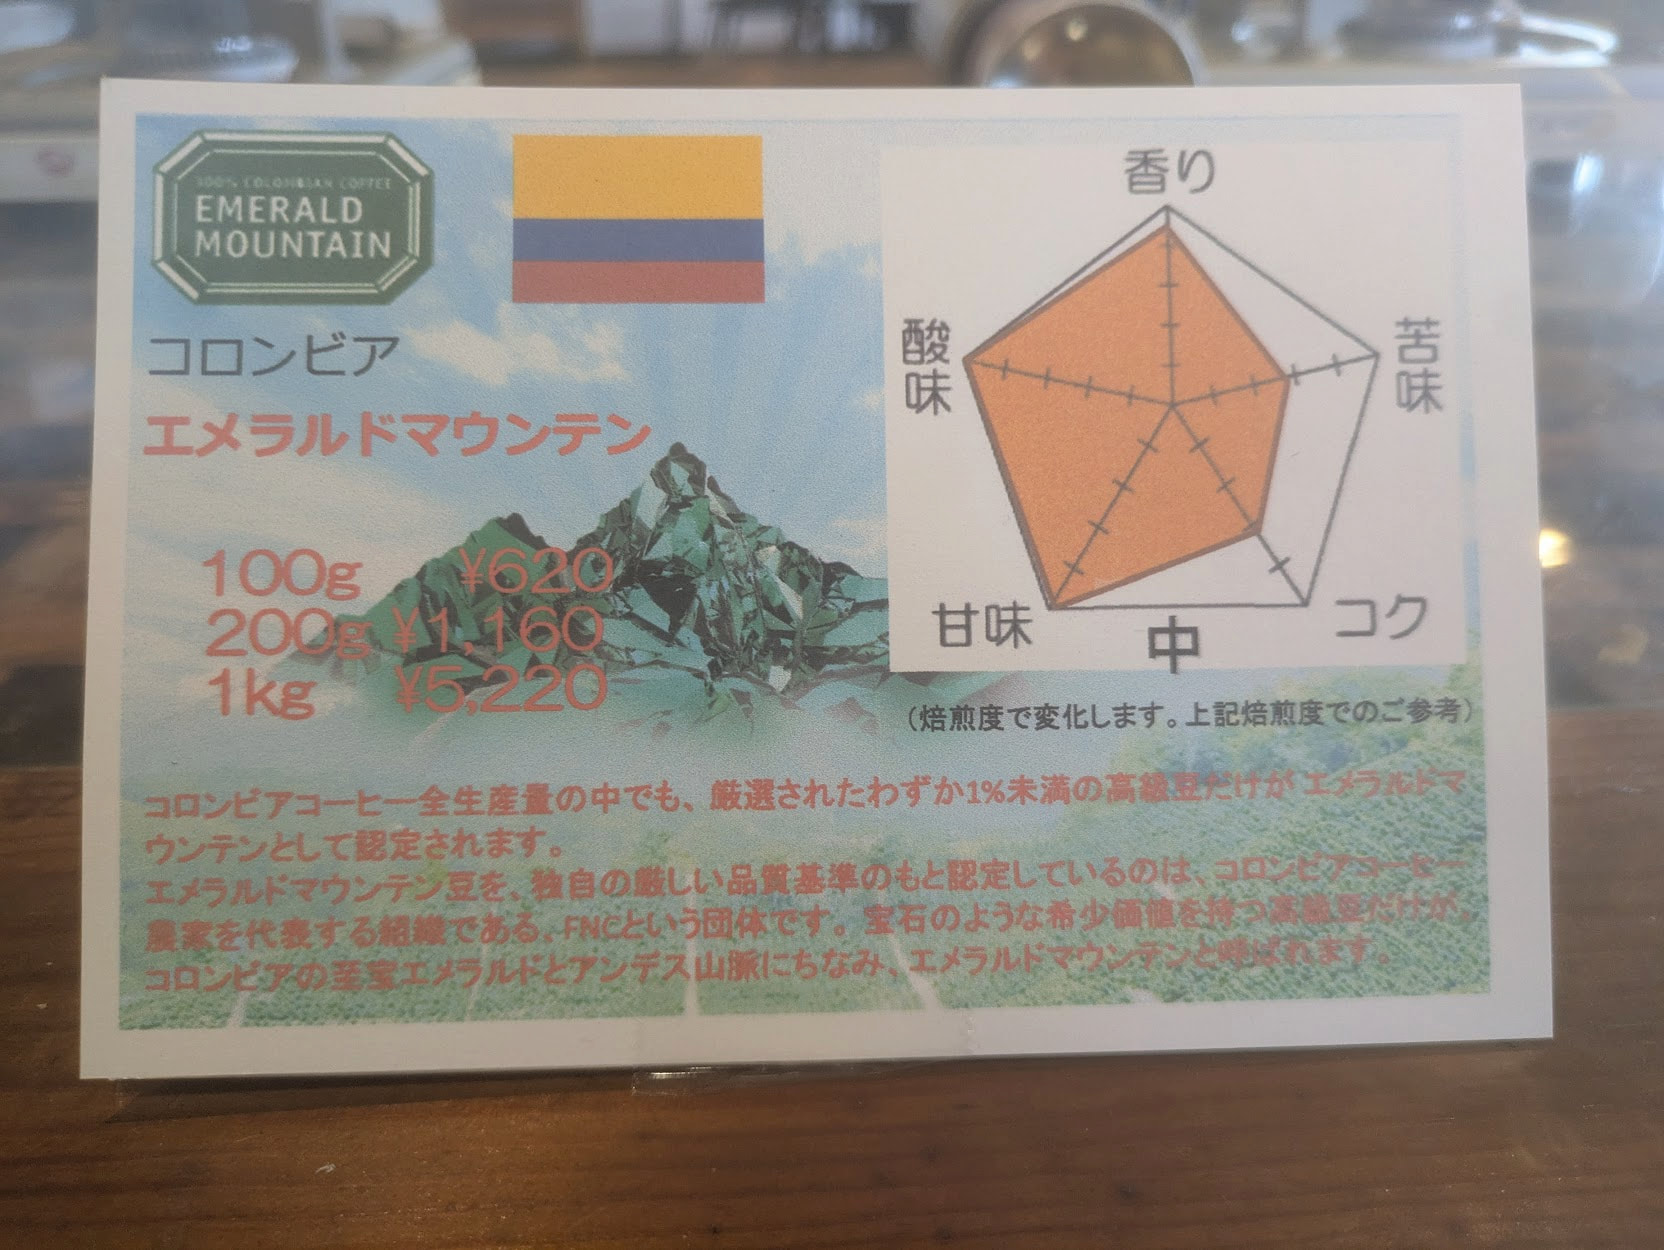 100% COLOMBIAN COFFEE
EMERALD
MOUNTAIN
コロンビア
エメラルドマウンテン
100g ¥620
200g ¥1,160
1kg ¥5,220
香り
酸味
苦味
甘味
コク
中
(焙煎度で変化します。上記焙煎度でのご参考)
コロンビアコーヒー全生産量の中でも、厳選されたわずか1%未満の高級豆だけがエメラルドマ
ウンテンとして認定されます。
エメラルドマウンテン豆を、独自の厳しい品質基準のもと認定しているのは、コロンビアコーヒー
農家を代表する組織である、FNCという団体です。宝石のような希少価値を持つ高級豆だけが、
コロンビアの至宝エメラルドとアンデス山脈にちなみ、エメラルドマウンテンと呼ばれます。